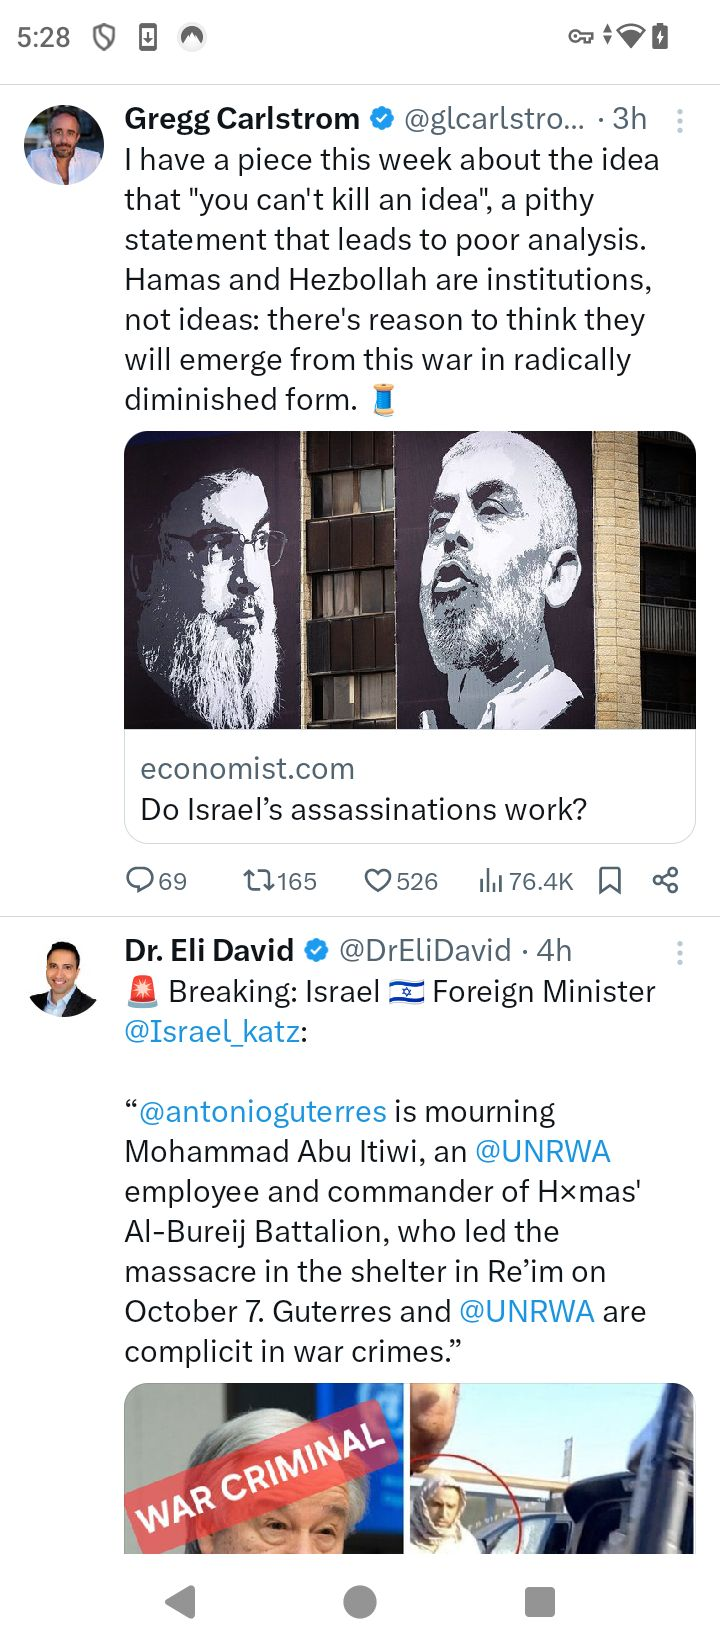 5:28
Gregg Carlstrom @glcarlstro... · 3h
I have a piece this week about the idea
that "you can't kill an idea", a pithy
statement that leads to poor analysis.
Hamas and Hezbollah are institutions,
not ideas: there's reason to think they
will emerge from this war in radically
diminished form. 🧵
economist.com
Do Israel’s assassinations work?
69 165 526 76.4K
Dr. Eli David @DrEliDavid · 4h
🚨 Breaking: Israel 🇮🇱 Foreign Minister
@Israel_katz:
“@antonioguterres is mourning
Mohammad Abu Itiwi, an @UNRWA
employee and commander of H×mas'
Al-Bureij Battalion, who led the
massacre in the shelter in Re’im on
October 7. Guterres and @UNRWA are
complicit in war crimes.”
WAR CRIMINAL